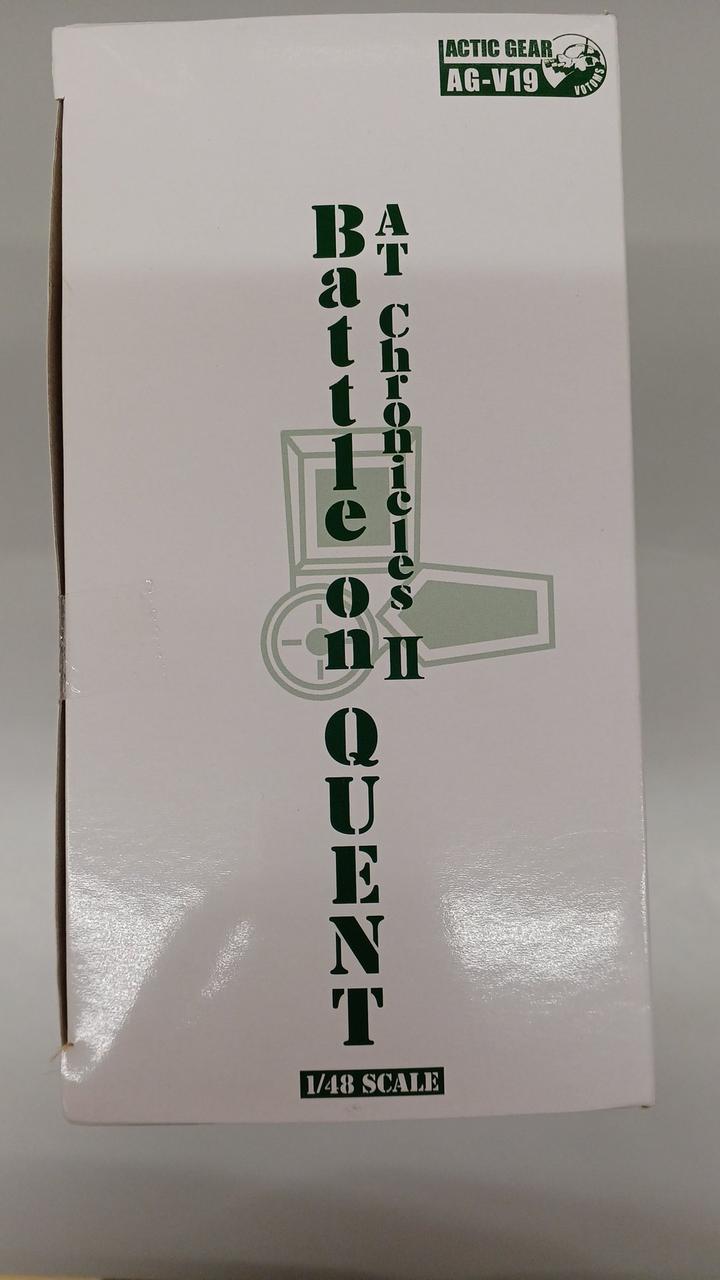 ACTIC GEAR
AG-V19
VOTOMS
AT Chronicles II
Battle on QUENT
1/48 SCALE